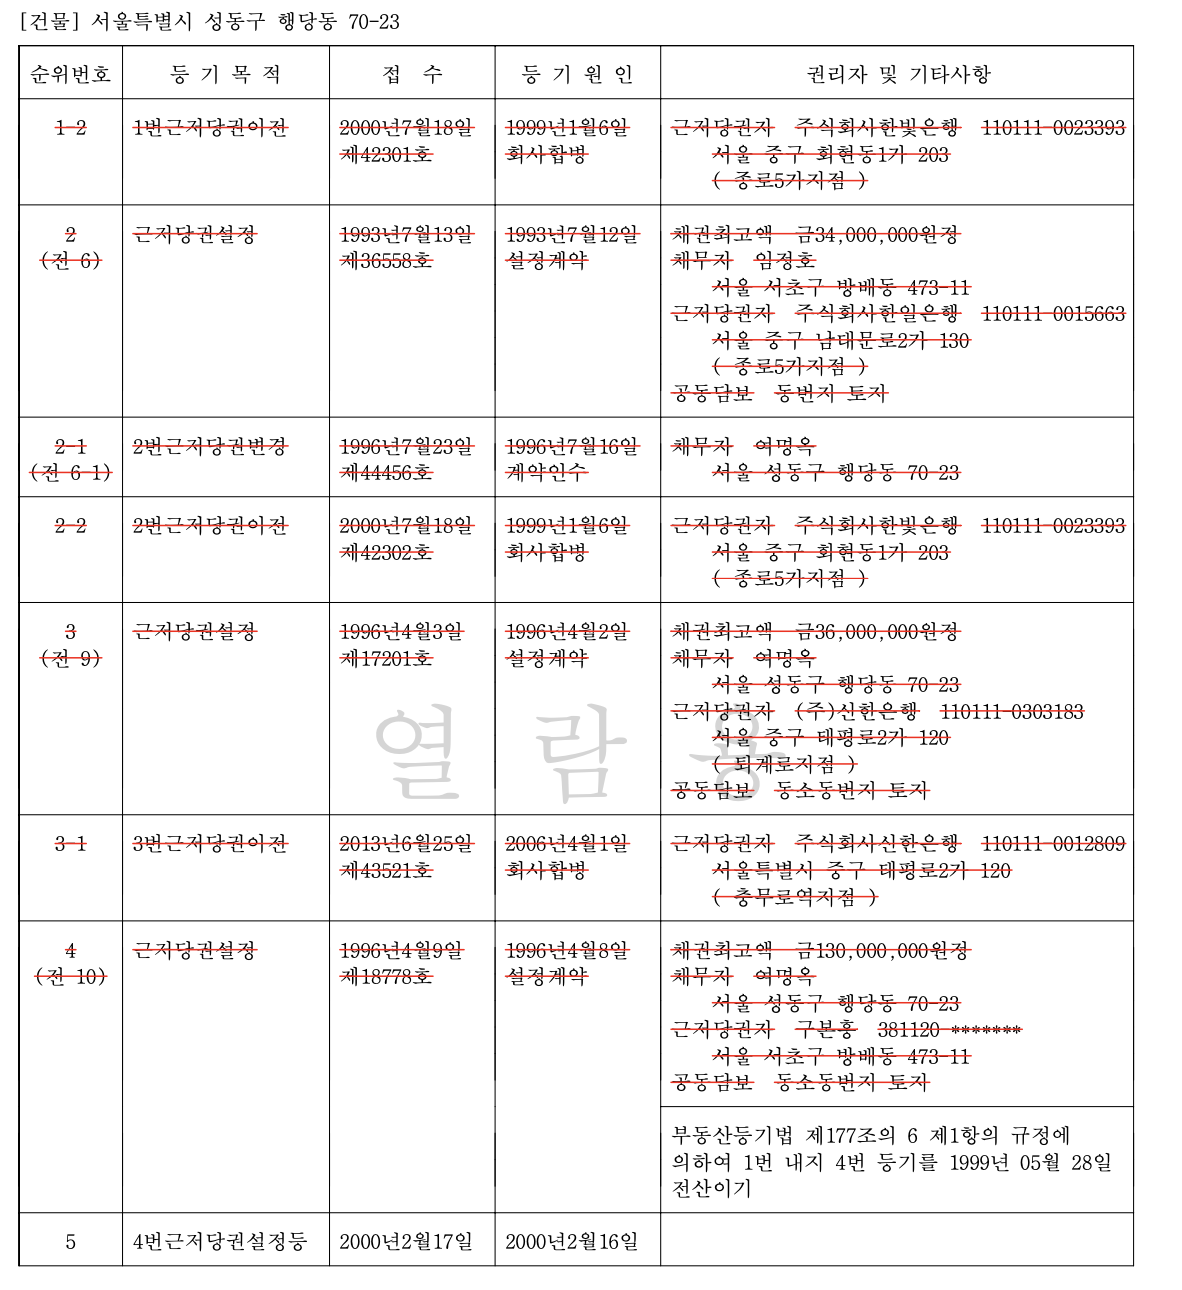 [건물] 서울특별시 성동구 행당동 70-23
순위번호 등 기 목 적 접 수 등 기 원 인 권리자 및 기타사항
1-2 1번근저당권이전 2000년7월18일 1999년1월6일 근저당권자 주식회사한빛은행 110111-0023393
제42301호 회사합병 서울 중구 회현동1가 203
( 종로5가지점 )
2 근저당권설정 1993년7월13일 1993년7월12일 채권최고액 금34,000,000원정
(전 6) 제36558호 설정계약 채무자 임정호
서울 서초구 방배동 473-11
근저당권자 주식회사한일은행 110111-0015663
서울 중구 남대문로2가 130
( 종로5가지점 )
공동담보 동번지 토지
2-1 2번근저당권변경 1996년7월23일 1996년7월16일 채무자 여명옥
(전 6-1) 제44456호 계약인수 서울 성동구 행당동 70-23
2-2 2번근저당권이전 2000년7월18일 1999년1월6일 근저당권자 주식회사한빛은행 110111-0023393
제42302호 회사합병 서울 중구 회현동1가 203
( 종로5가지점 )
3 근저당권설정 1996년4월3일 1996년4월2일 채권최고액 금36,000,000원정
(전 9) 제17201호 설정계약 채무자 여명옥
서울 성동구 행당동 70-23
근저당권자 (주)신한은행 110111-0303183
서울 중구 태평로2가 120
( 퇴계로지점 )
공동담보 동소동번지 토지
열 람 용
3-1 3번근저당권이전 2013년6월25일 2006년4월1일 근저당권자 주식회사신한은행 110111-0012809
제43521호 회사합병 서울특별시 중구 태평로2가 120
( 충무로역지점 )
4 근저당권설정 1996년4월9일 1996년4월8일 채권최고액 금130,000,000원정
(전 10) 제18778호 설정계약 채무자 여명옥
서울 성동구 행당동 70-23
근저당권자 구본홍 381120-*******
서울 서초구 방배동 473-11
공동담보 동소동번지 토지
부동산등기법 제177조의 6 제1항의 규정에
의하여 1번 내지 4번 등기를 1999년 05월 28일
전산이기
5 4번근저당권설정등 2000년2월17일 2000년2월16일